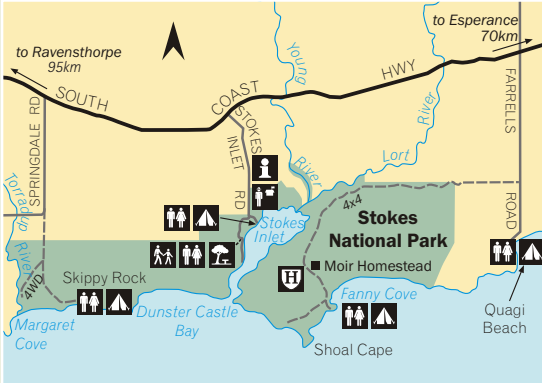 to Esperance
70km
to Ravensthorpe
95km
Young
River
SOUTH COAST HWY
SPRINGDALE RD
STOKES
INLET
RD
i
River
Lort
FARRELLS
ROAD
4x4
Stokes
National Park
Stokes
Inlet
Torradup
River
4WD
Skippy Rock
H
Moir Homestead
Fanny Cove
Dunster Castle
Bay
Margaret
Cove
Shoal Cape
Quagi
Beach